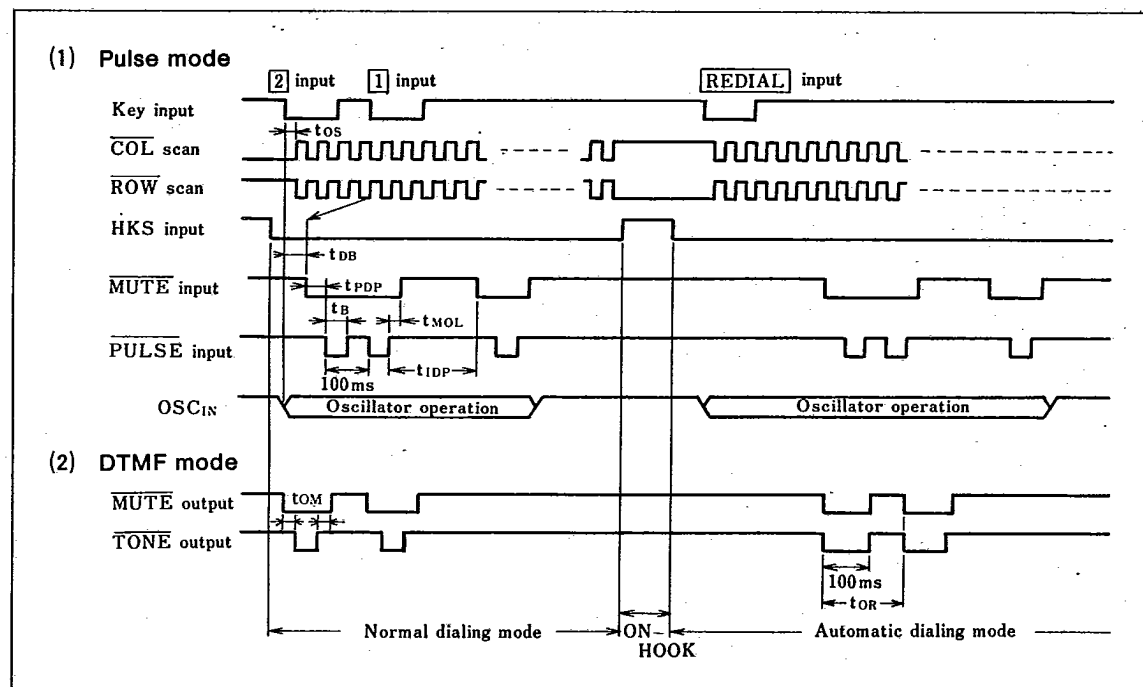 (1) Pulse mode
2 input 1 input REDIAL input
Key input
tOS
COL scan
ROW scan
HKS input
tDB
MUTE input
tPDP
tB
tMOL
PULSE input
100ms
tIDP
OSCIN Oscillator operation Oscillator operation
(2) DTMF mode
MUTE output
tOM
TONE output
100ms
tOR
Normal dialing mode ON- Automatic dialing mode
HOOK